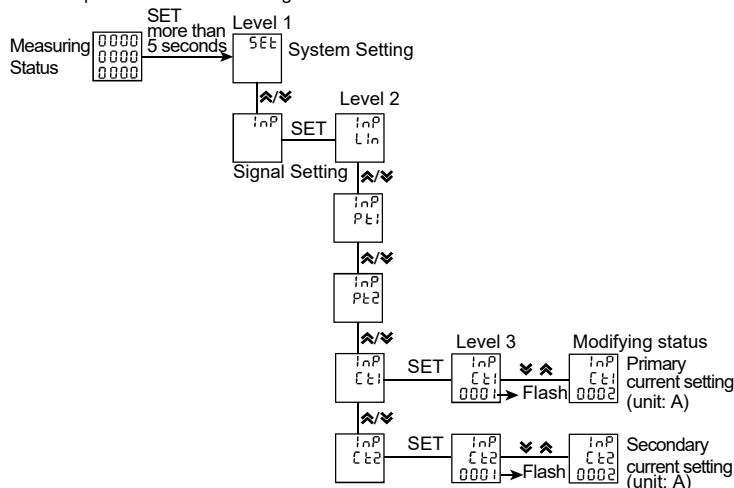 SET
more than
5 seconds
Level 1
Measuring
Status
0000
0000
0000
SEt
System Setting
Level 2
InP
SET
InP
LIn
Signal Setting
InP
Pt1
InP
Pt2
Level 3
Modifying status
InP
Ct1
SET
InP
Ct1
0001
Flash
InP
Ct1
0002
Primary
current setting
(unit: A)
InP
Ct2
SET
InP
Ct2
0001
Flash
InP
Ct2
0002
Secondary
current setting
(unit: A)